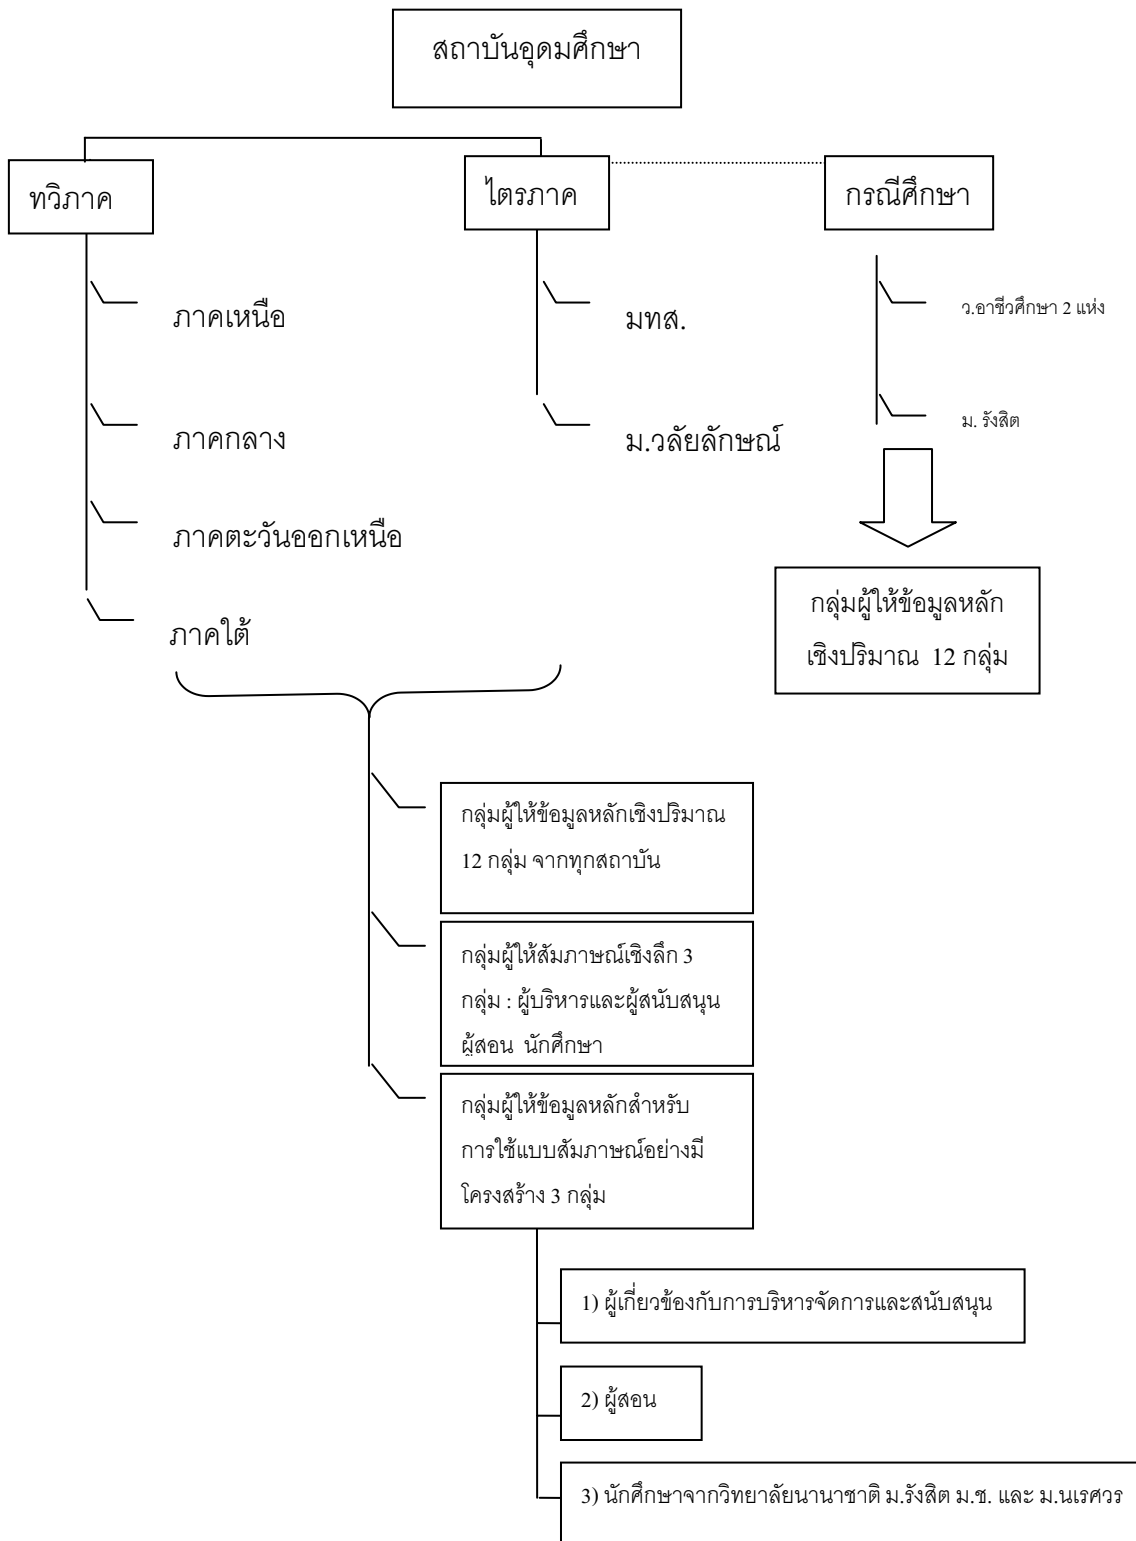 สถาบันอุดมศึกษา
ทวิภาค
ไตรภาค
กรณีศึกษา
ภาคเหนือ
มทส.
ว.อาชีวศึกษา 2 แห่ง
ภาคกลาง
ม.วลัยลักษณ์
ม. รังสิต
ภาคตะวันออกเหนือ
ภาคใต้
กลุ่มผู้ให้ข้อมูลหลัก
เชิงปริมาณ 12 กลุ่ม
กลุ่มผู้ให้ข้อมูลหลักเชิงปริมาณ
12 กลุ่ม จากทุกสถาบัน
กลุ่มผู้ให้สัมภาษณ์เชิงลึก 3
กลุ่ม : ผู้บริหารและผู้สนับสนุน
ผู้สอน นักศึกษา
กลุ่มผู้ให้ข้อมูลหลักสำหรับ
การใช้แบบสัมภาษณ์อย่างมี
โครงสร้าง 3 กลุ่ม
1) ผู้เกี่ยวข้องกับการบริหารจัดการและสนับสนุน
2) ผู้สอน
3) นักศึกษาจากวิทยาลัยนานาชาติ ม.รังสิต ม.ช. และ ม.นเรศวร